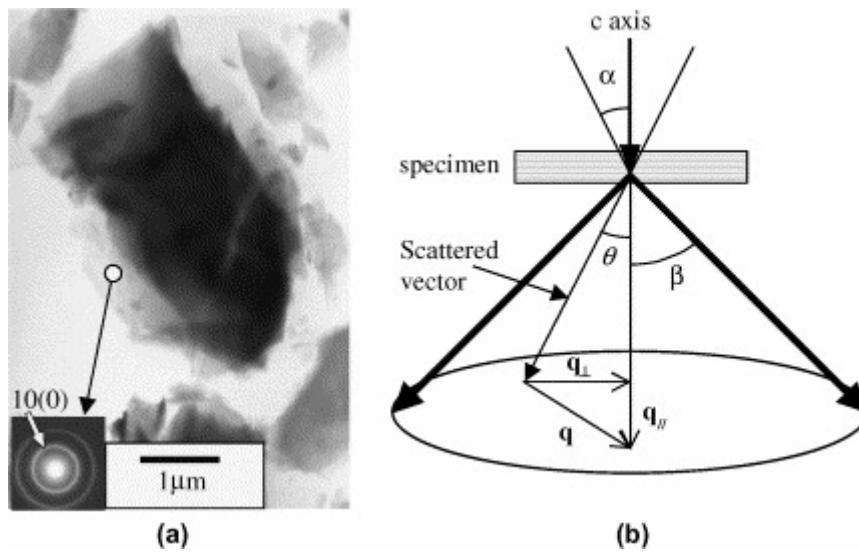 10(0)
1μm
(a)
c axis
α
specimen
Scattered
vector
θ
β
q⊥
q
q//
(b)